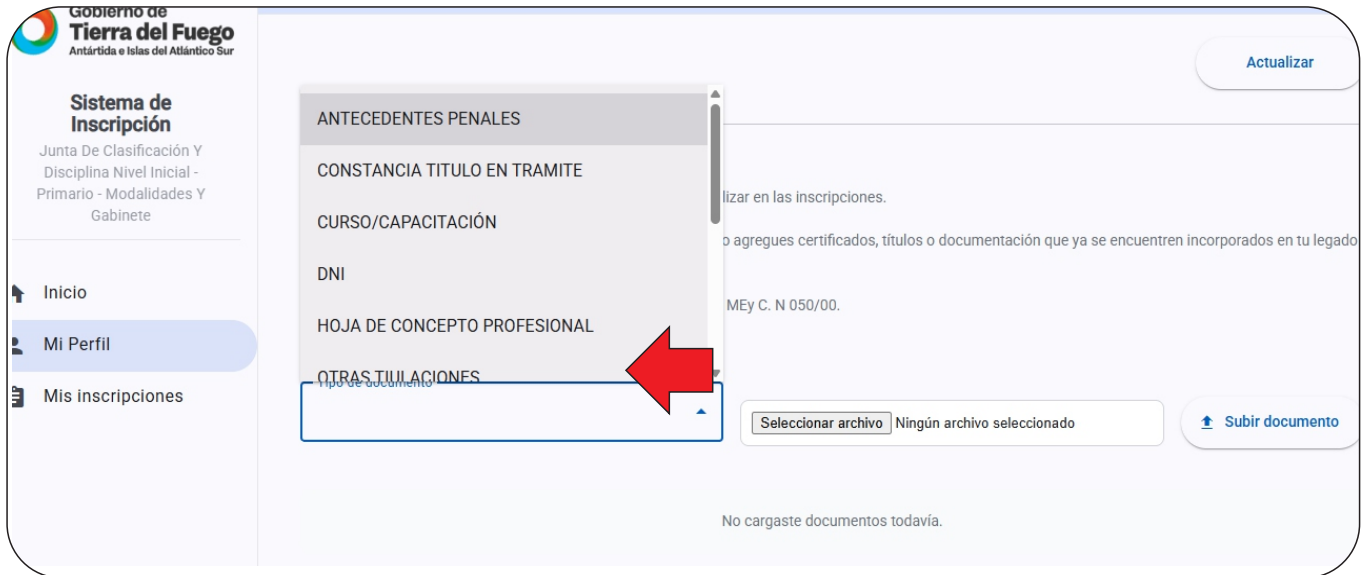 Gobierno de
Tierra del Fuego
Antártida e Islas del Atlántico Sur
Sistema de
Inscripción
Junta De Clasificación Y
Disciplina Nivel Inicial -
Primario - Modalidades Y
Gabinete
Inicio
Mi Perfil
Mis inscripciones
Actualizar
ANTECEDENTES PENALES
CONSTANCIA TITULO EN TRAMITE
CURSO/CAPACITACIÓN
DNI
HOJA DE CONCEPTO PROFESIONAL
OTRAS TIULACIONES
lizar en las inscripciones.
o agregues certificados, títulos o documentación que ya se encuentren incorporados en tu legado
MEy C. N 050/00.
Tipo de documento
Seleccionar archivo Ningún archivo seleccionado
Subir documento
No cargaste documentos todavía.